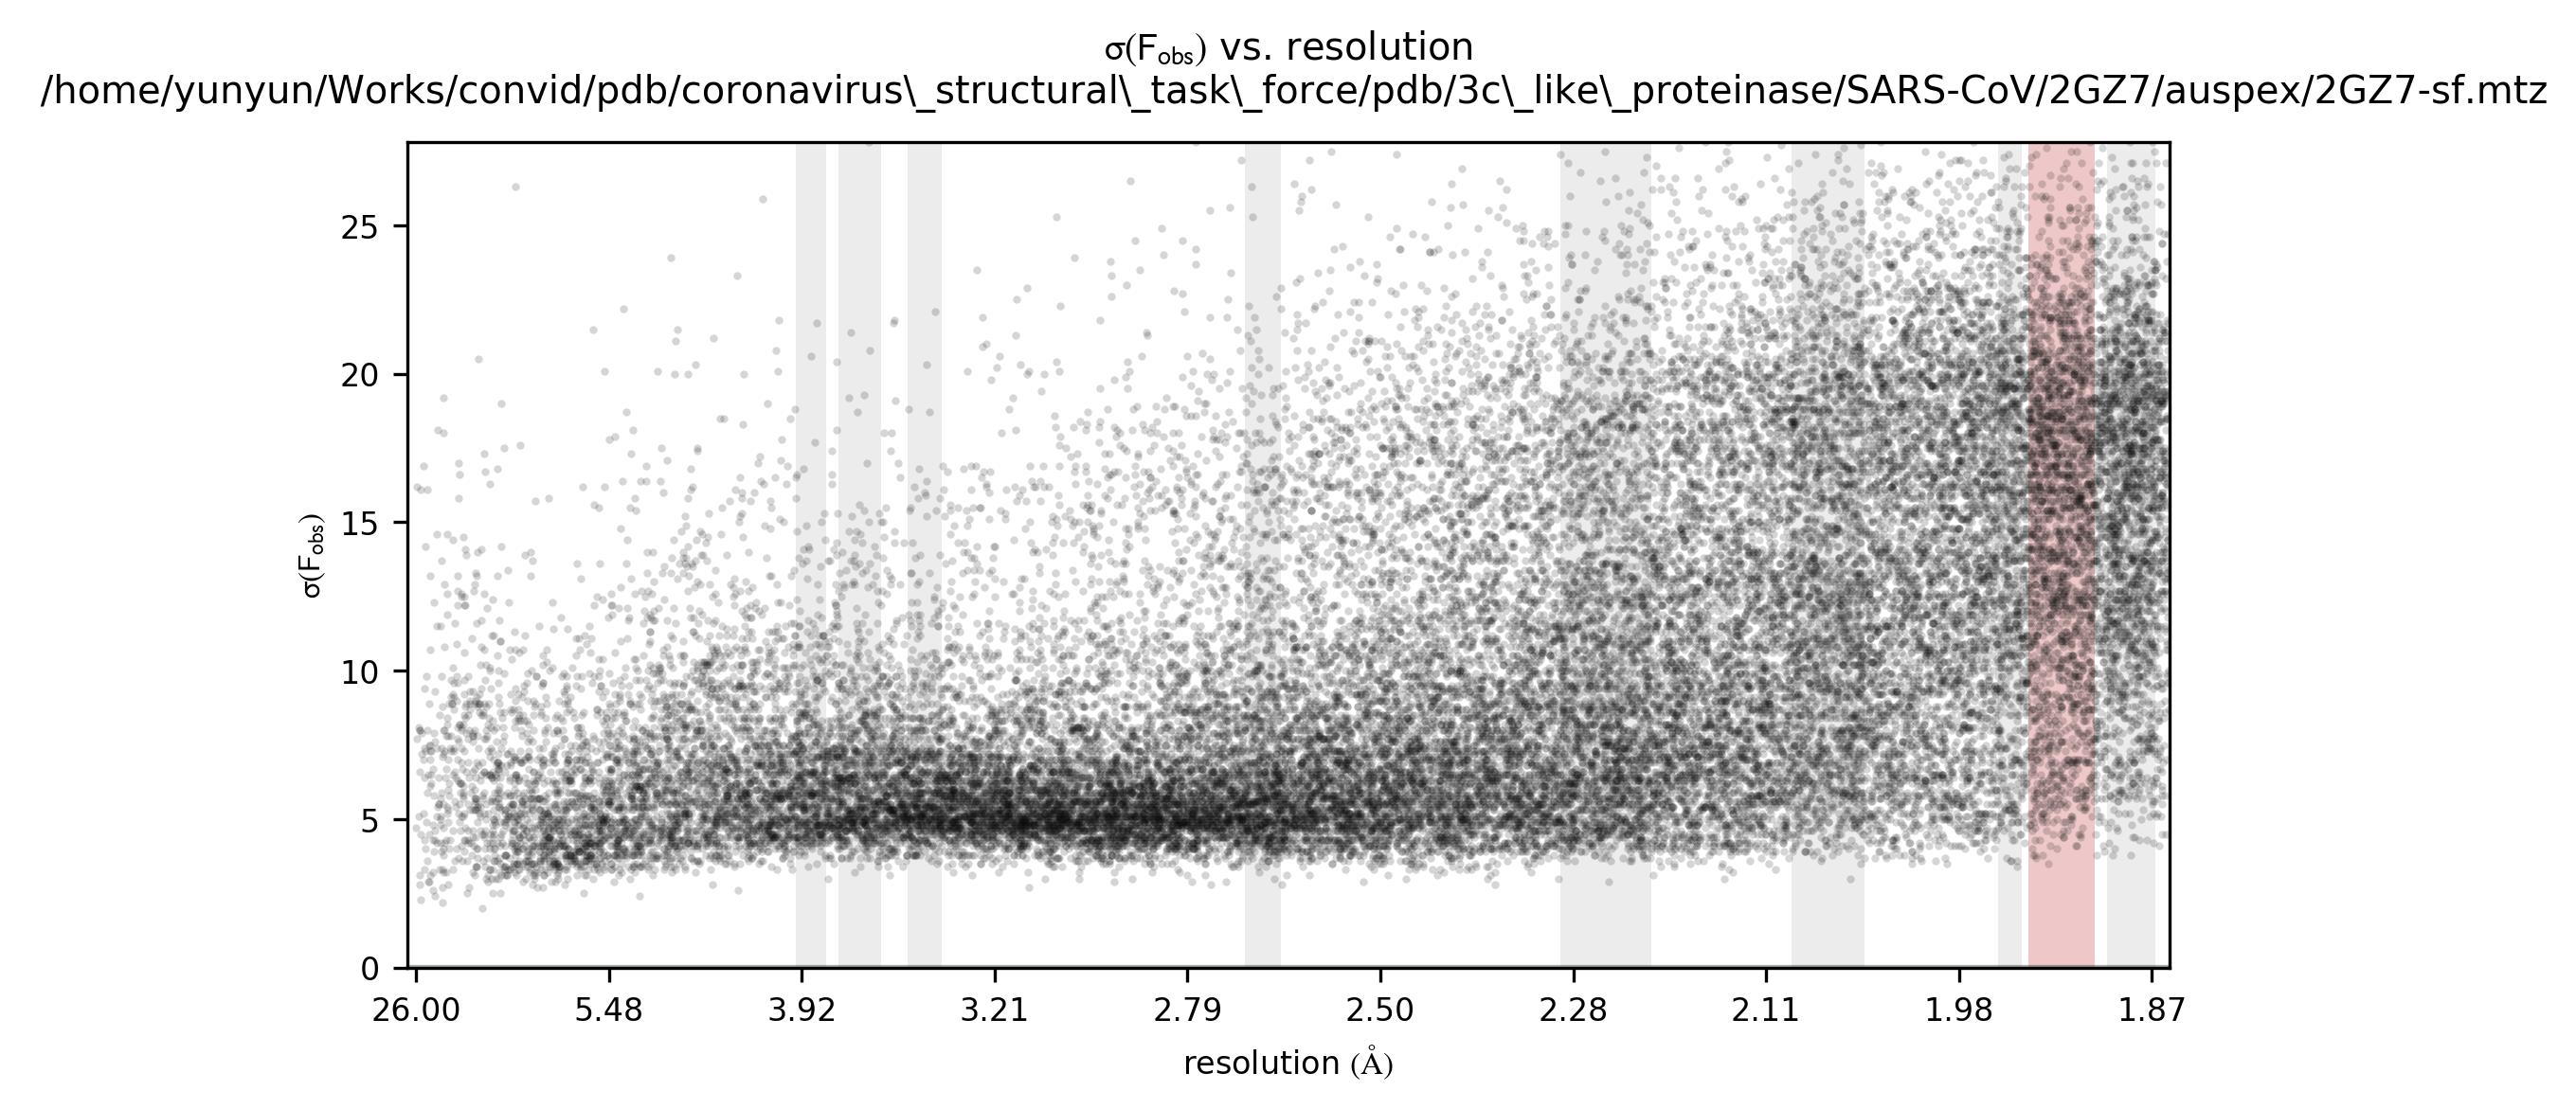 σ(Fobs) vs. resolution
/home/yunyun/Works/convid/pdb/coronavirus\_structural\_task\_force/pdb/3c\_like\_proteinase/SARS-CoV/2GZ7/auspex/2GZ7-sf.mtz
σ(Fobs)
25
20
15
10
5
0
26.00 5.48 3.92 3.21 2.79 2.50 2.28 2.11 1.98 1.87
resolution (Å)